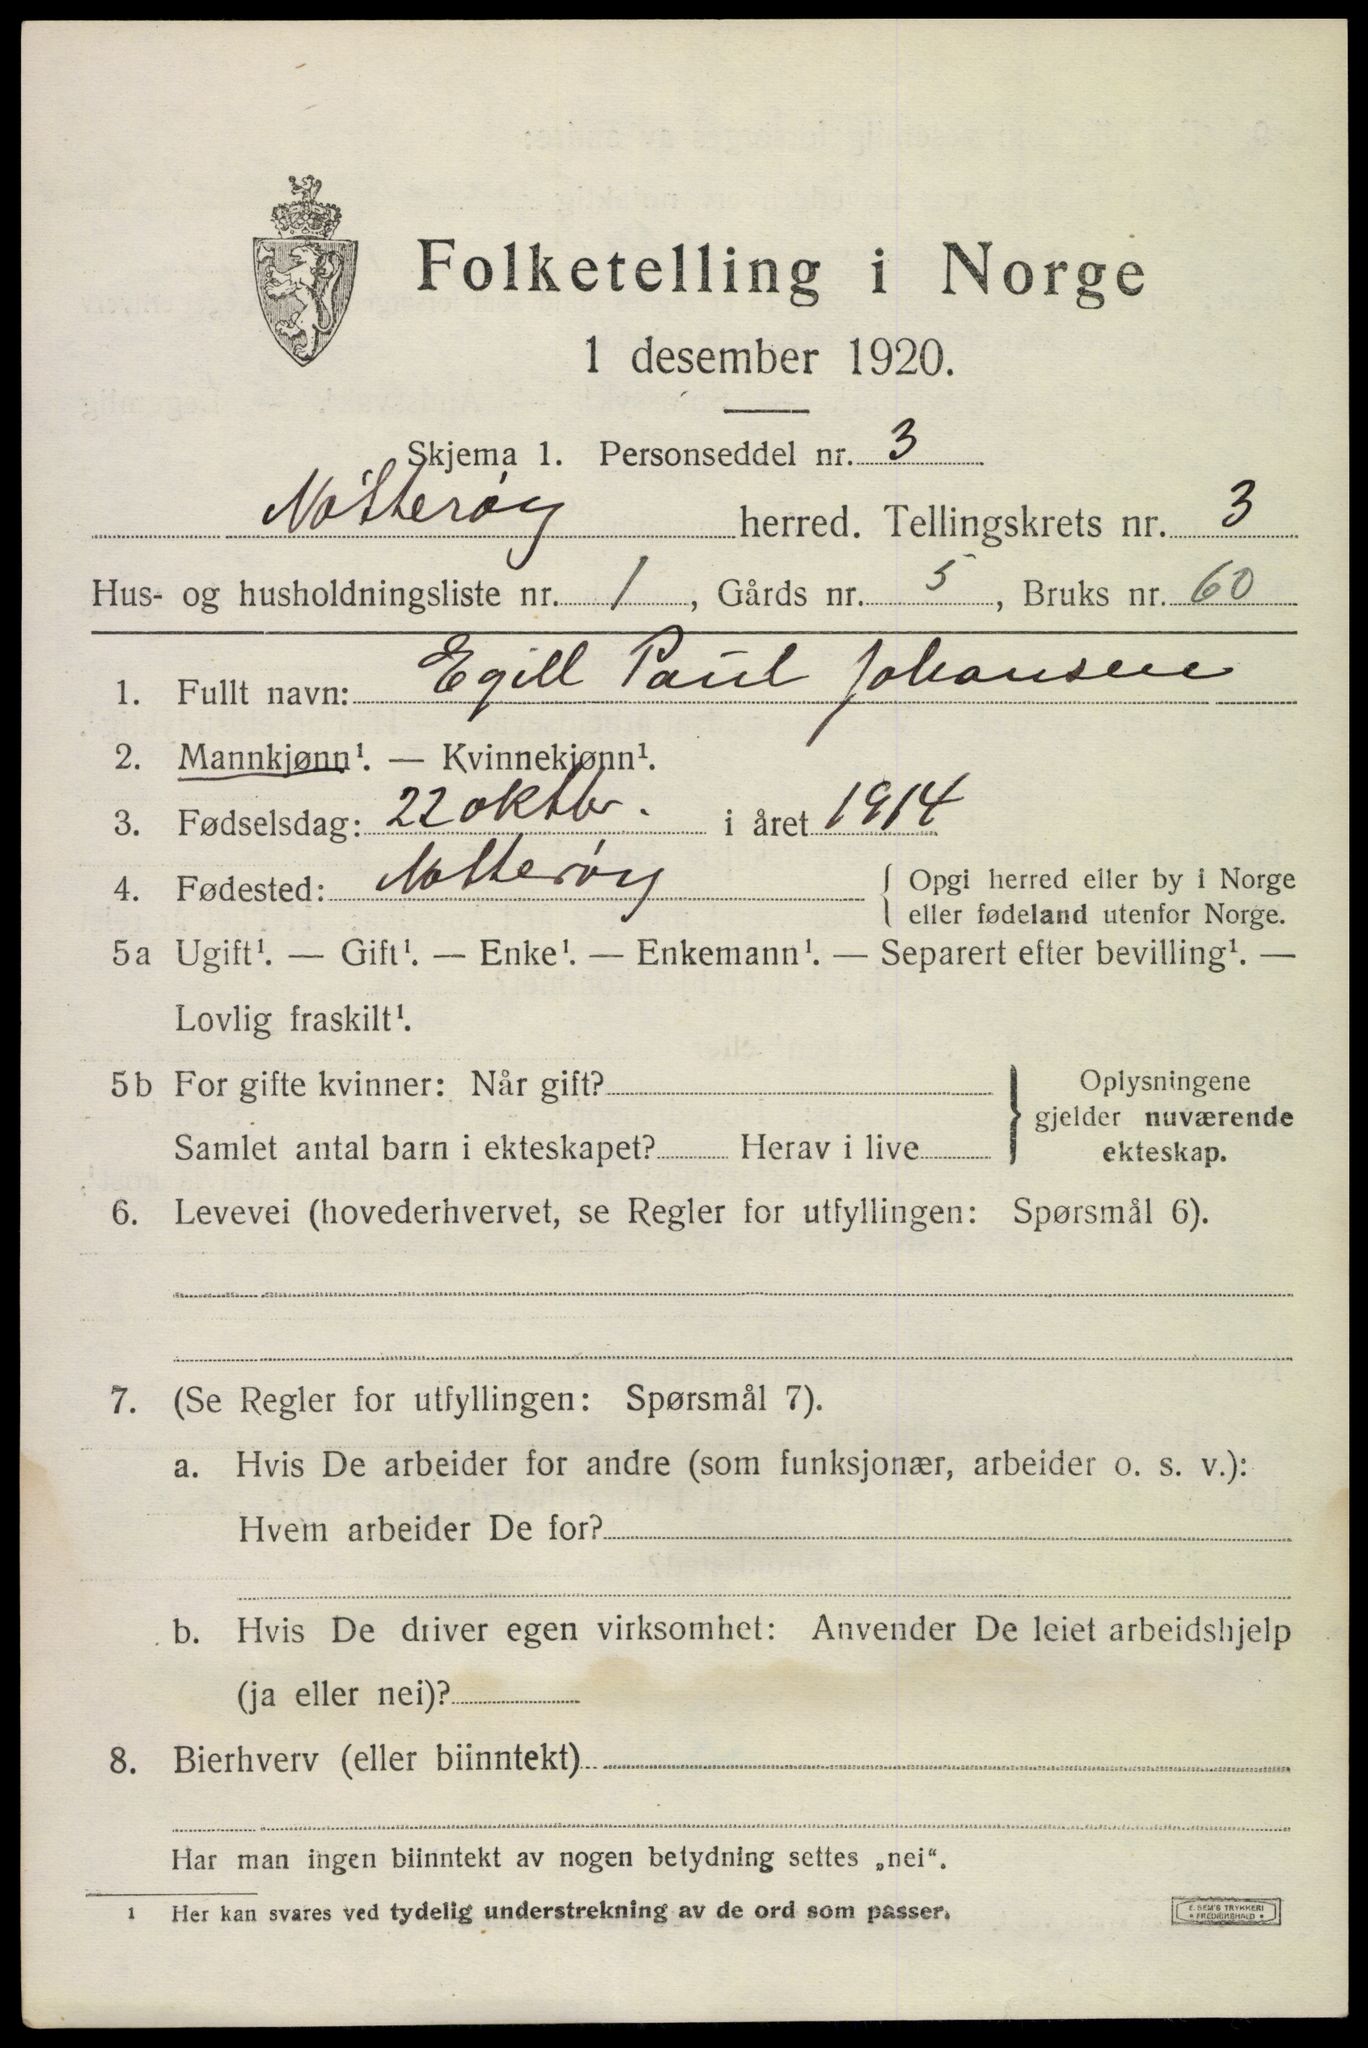 Folketelling i Norge
1 desember 1920.
Skjema 1. Personseddel nr. 3
Nøtterøy herred. Tellingskrets nr. 3
Hus- og husholdningsliste nr. 1, Gårds nr. 5, Bruks nr. 60
1. Fullt navn: Egill Paul Johansen
2. Mannkjønn¹. — Kvinnekjønn¹.
3. Fødselsdag: 22 oktbr. i året 1914
4. Fødested: Nøtterøy { Opgi herred eller by i Norge
eller fødeland utenfor Norge.
5a Ugift¹. — Gift¹. — Enke¹. — Enkemann¹. — Separert efter bevilling¹. —
Lovlig fraskilt¹.
5b For gifte kvinner: Når gift? } Oplysningene
gjelder nuværende
Samlet antal barn i ekteskapet? Herav i live ekteskap.
6. Levevei (hovederhvervet, se Regler for utfyllingen: Spørsmål 6).
7. (Se Regler for utfyllingen: Spørsmål 7).
a. Hvis De arbeider for andre (som funksjonær, arbeider o. s. v.):
Hvem arbeider De for?
b. Hvis De driver egen virksomhet: Anvender De leiet arbeidshjelp
(ja eller nei)?
8. Bierhverv (eller biinntekt)
Har man ingen biinntekt av nogen betydning settes „nei“.
1 Her kan svares ved tydelig understrekning av de ord som passer.
E. SEM'S TRYKKERI
• FREDRIKSHALD •